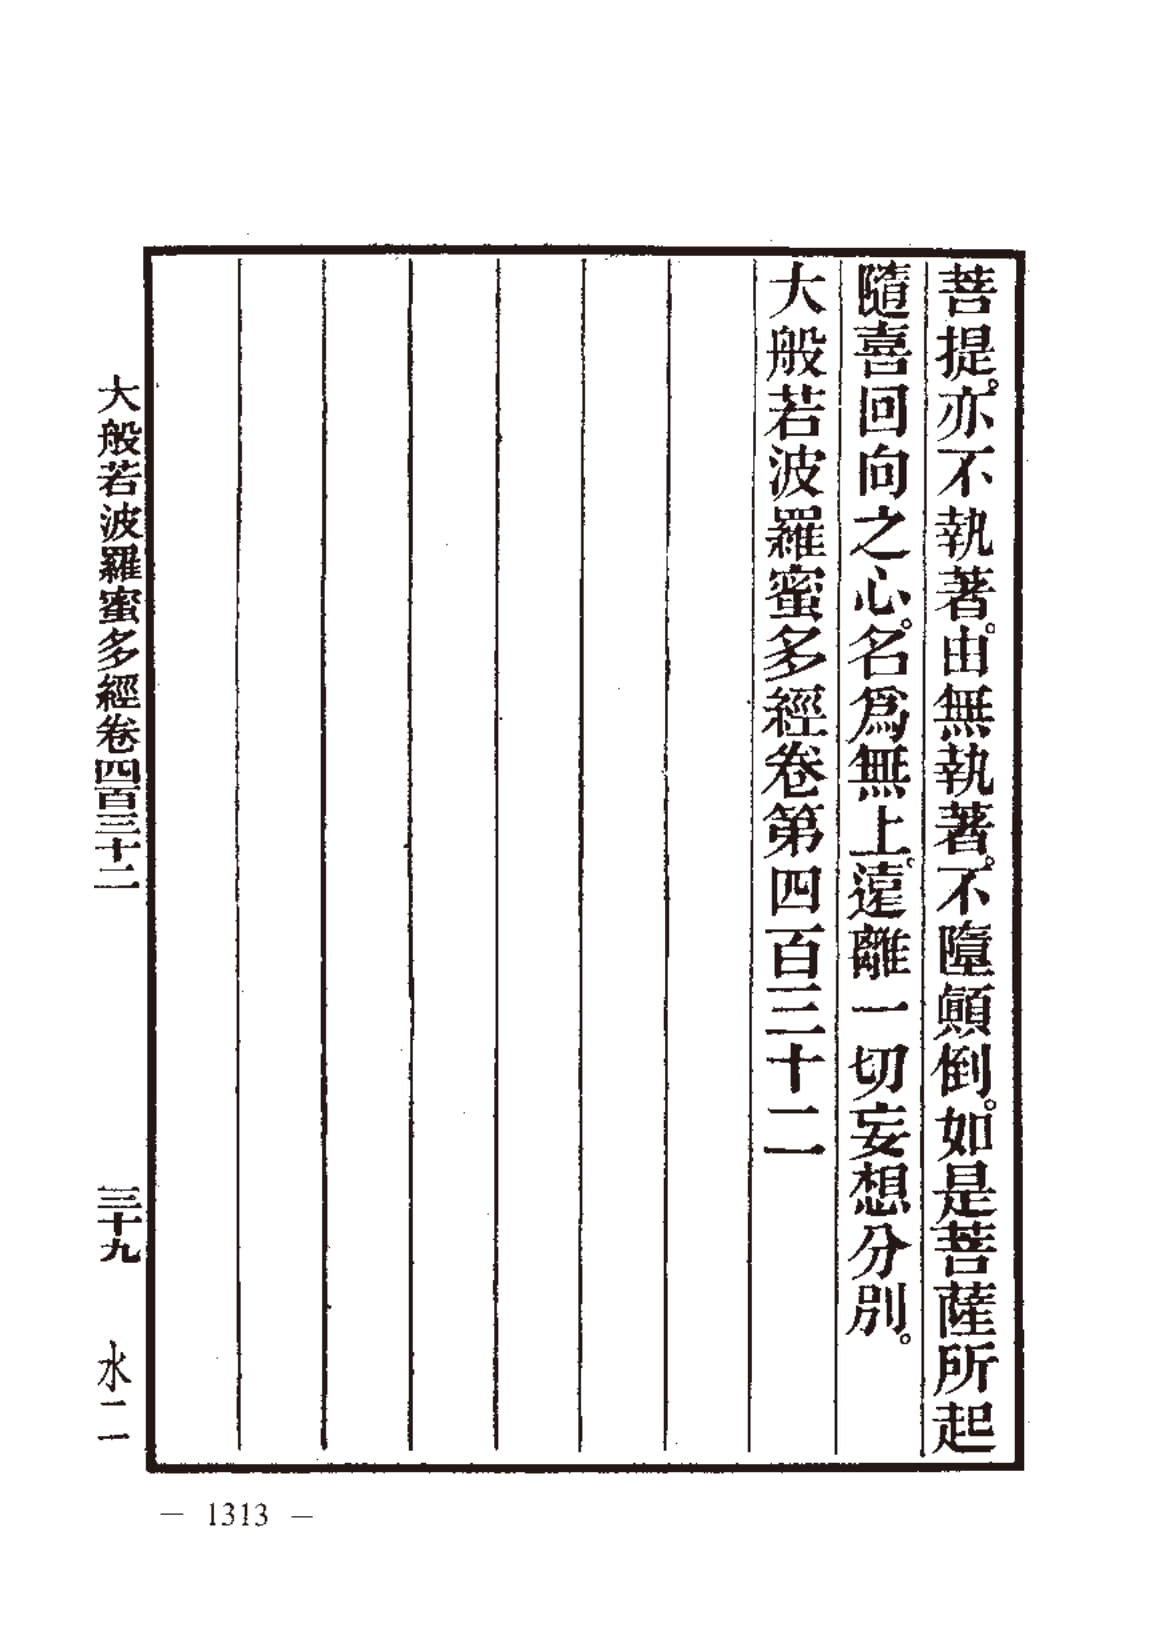 菩提。亦不執著。由無執著。不墮顚倒。如是菩薩所起
隨喜回向之心。名爲無上。遠離一切妄想分別。
大般若波羅蜜多經卷第四百三十二
大般若波羅蜜多經卷四百三十二 三十九 水二
— 1313 —